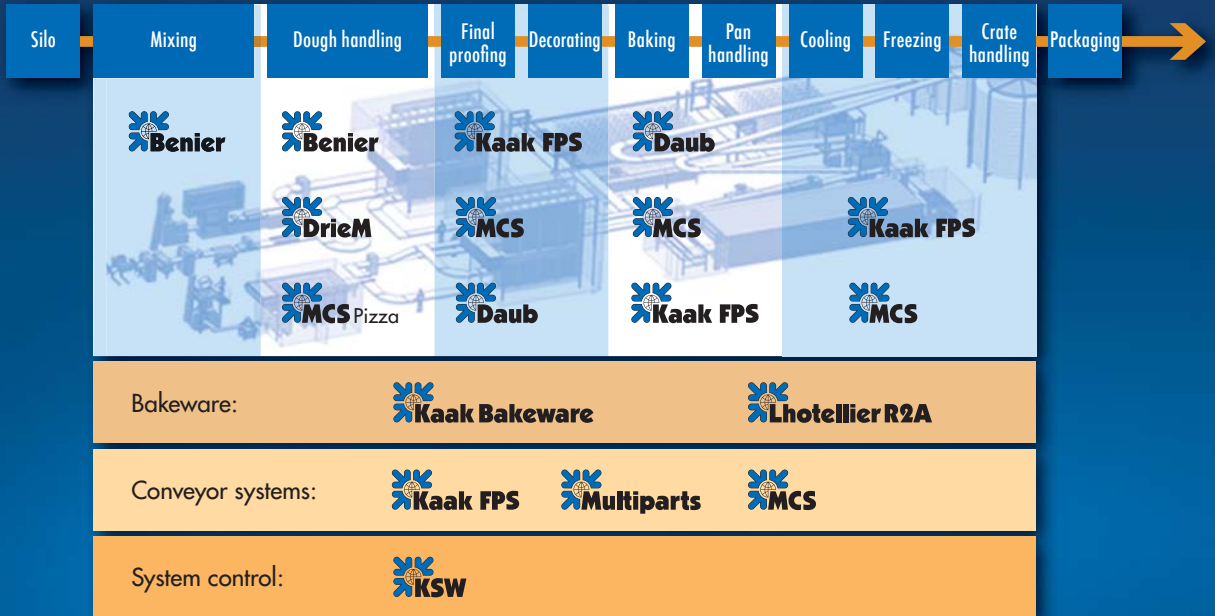 Silo
Mixing
Dough handling
Final
proofing
Decorating
Baking
Pan
handling
Cooling
Freezing
Crate
handling
Packaging
Benier
Benier
Kaak FPS
Daub
DrieM
MCS
MCS
Kaak FPS
MCS Pizza
Daub
Kaak FPS
MCS
Bakeware:
Kaak Bakeware
Lhotellier R2A
Conveyor systems:
Kaak FPS
Multiparts
MCS
System control:
KSW